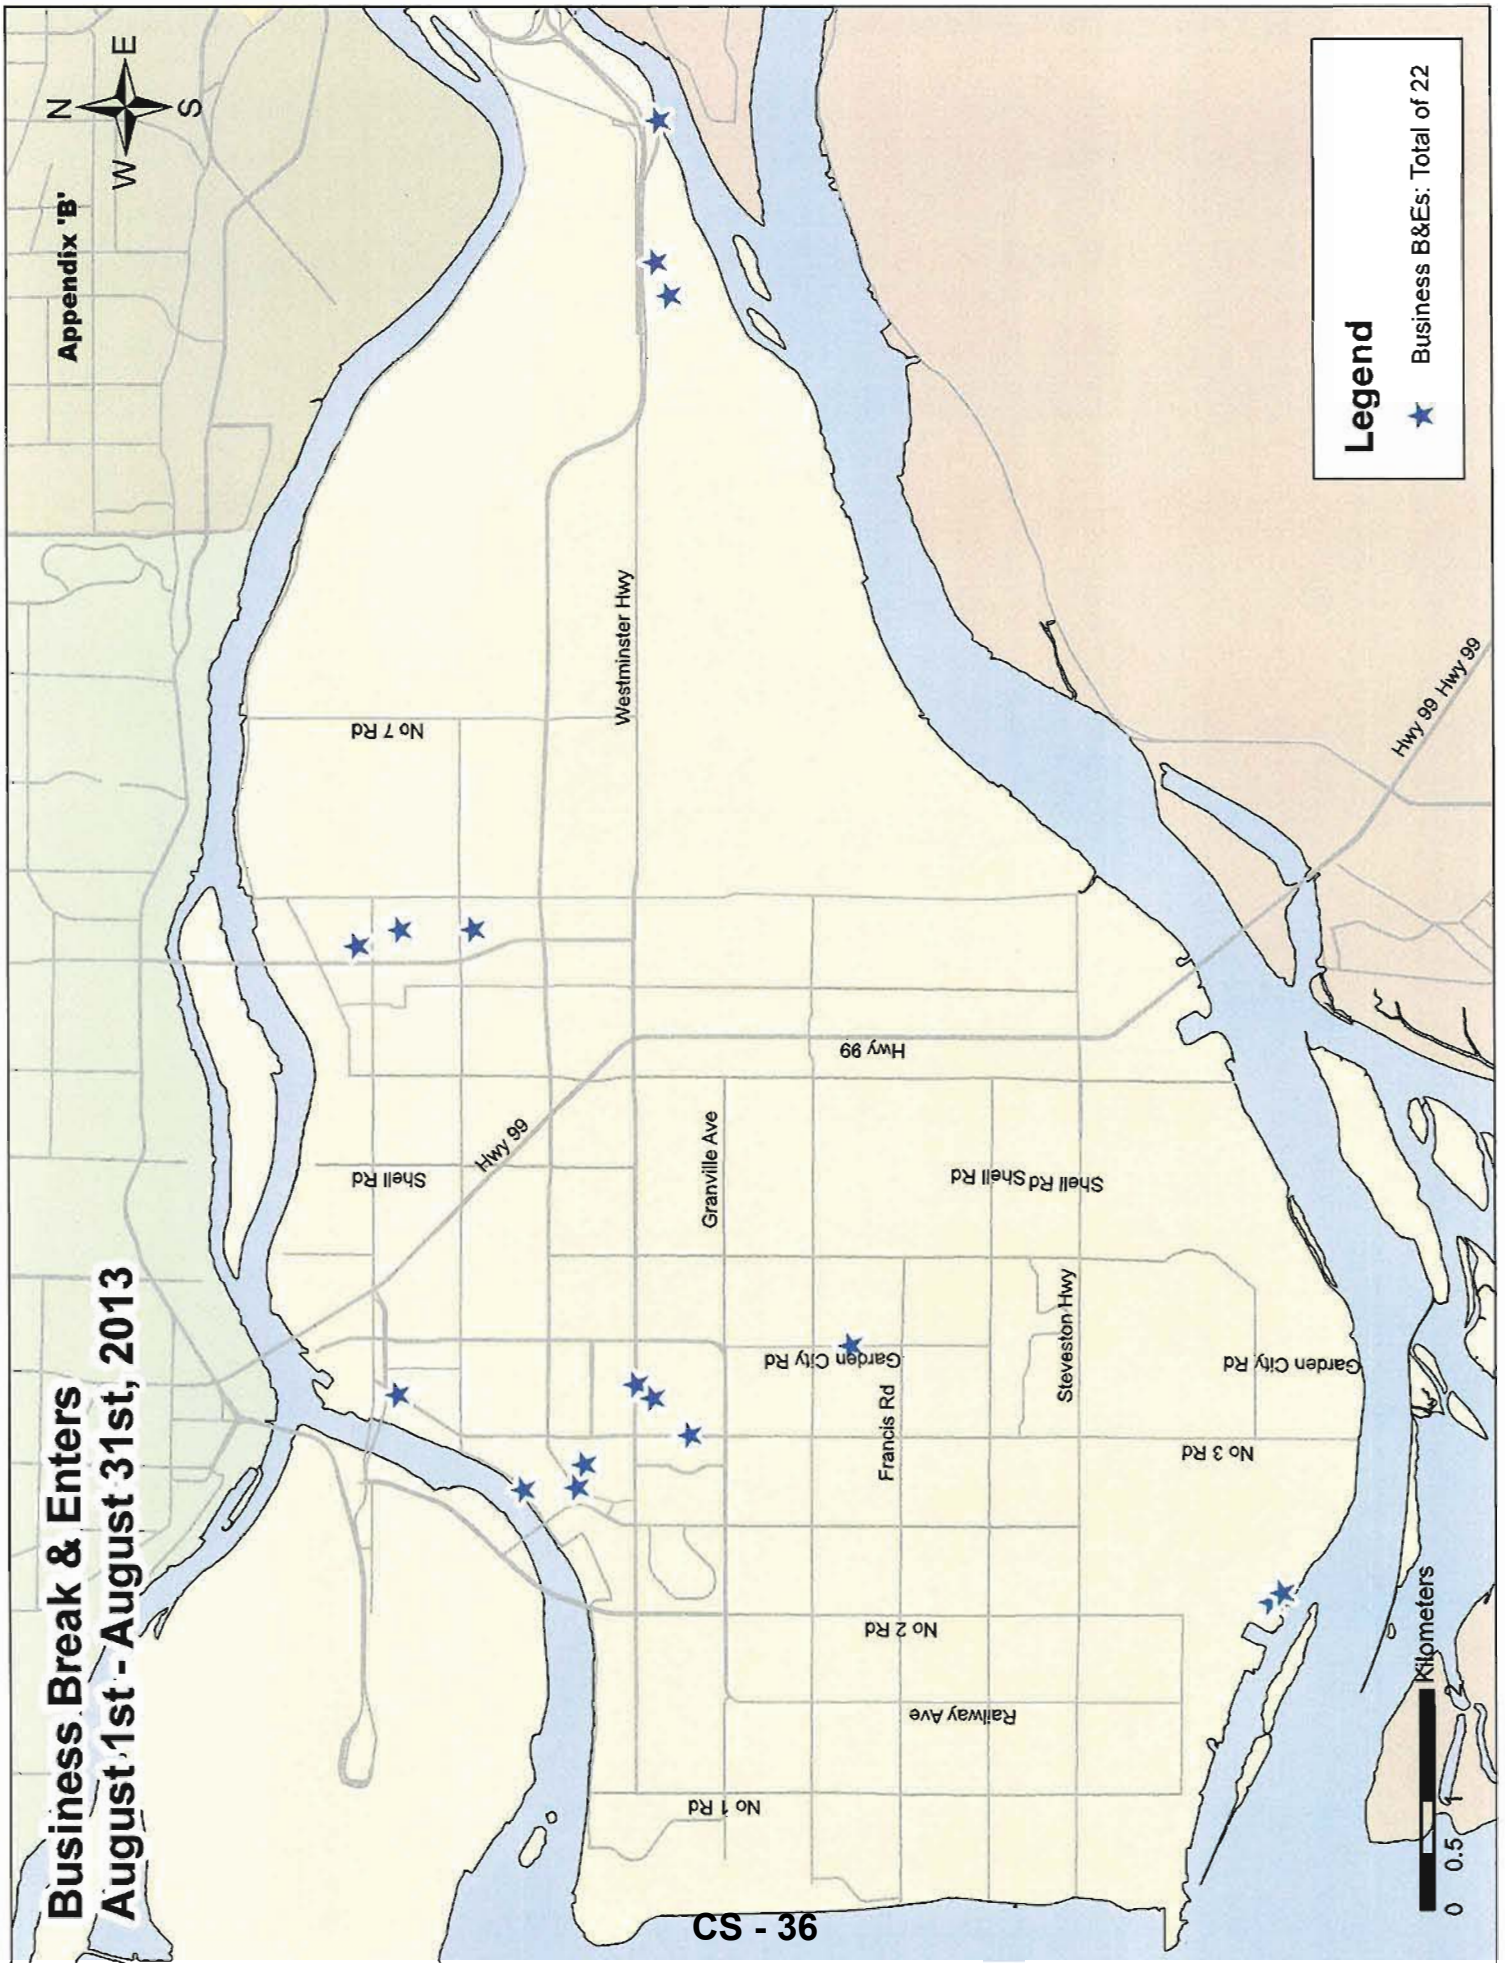 Business Break & Enters
August 1st - August 31st, 2013
Appendix 'B'
N
W
E
S
No 7 Rd
Westminster Hwy
Hwy 99
Shell Rd
Hwy 99
Granville Ave
Shell Rd
Shell Rd
Garden City Rd
Steveston Hwy
Garden City Rd
Francis Rd
No 3 Rd
No 2 Rd
Railway Ave
No 1 Rd
Hwy 99
Hwy 99
Legend
Business B&Es: Total of 22
Kilometers
0 0.5 1 2
CS - 36